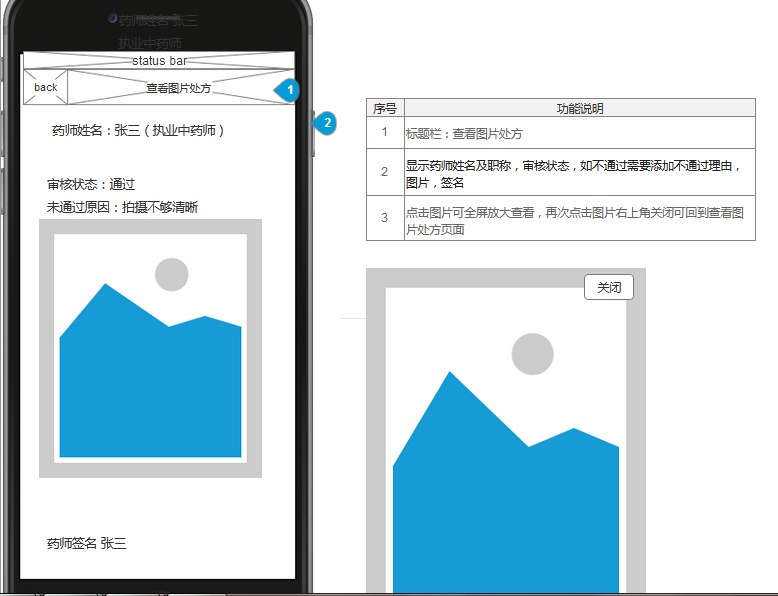 药师姓名 张三
执业中药师
status bar
back
查看图片处方
1
2
药师姓名：张三（执业中药师）
审核状态：通过
未通过原因：拍摄不够清晰
药师签名 张三
序号 功能说明
1 标题栏：查看图片处方
2 显示药师姓名及职称，审核状态，如不通过需要添加不通过理由，
图片，签名
3 点击图片可全屏放大查看，再次点击图片右上角关闭可回到查看图
片处方页面
关闭